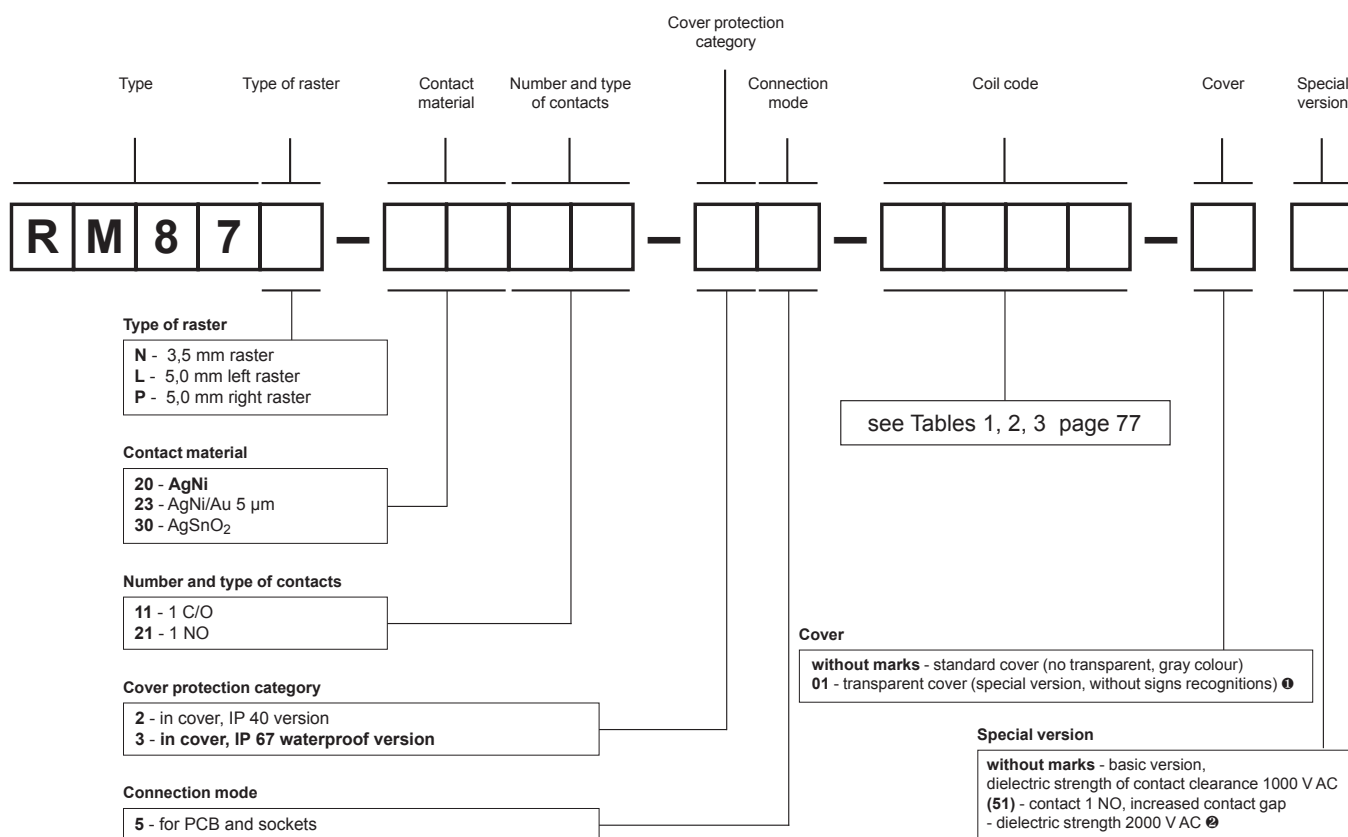 Cover protection
category
Type
Type of raster
Contact
material
Number and type
of contacts
Connection
mode
Coil code
Cover
Special
version
R M 8 7 – – – –
Type of raster
N - 3,5 mm raster
L - 5,0 mm left raster
P - 5,0 mm right raster
see Tables 1, 2, 3 page 77
Contact material
20 - AgNi
23 - AgNi/Au 5 µm
30 - AgSnO₂
Number and type of contacts
11 - 1 C/O
21 - 1 NO
Cover
without marks - standard cover (no transparent, gray colour)
01 - transparent cover (special version, without signs recognitions) ❶
Cover protection category
2 - in cover, IP 40 version
3 - in cover, IP 67 waterproof version
Special version
without marks - basic version,
dielectric strength of contact clearance 1000 V AC
(51) - contact 1 NO, increased contact gap
- dielectric strength 2000 V AC ❷
Connection mode
5 - for PCB and sockets